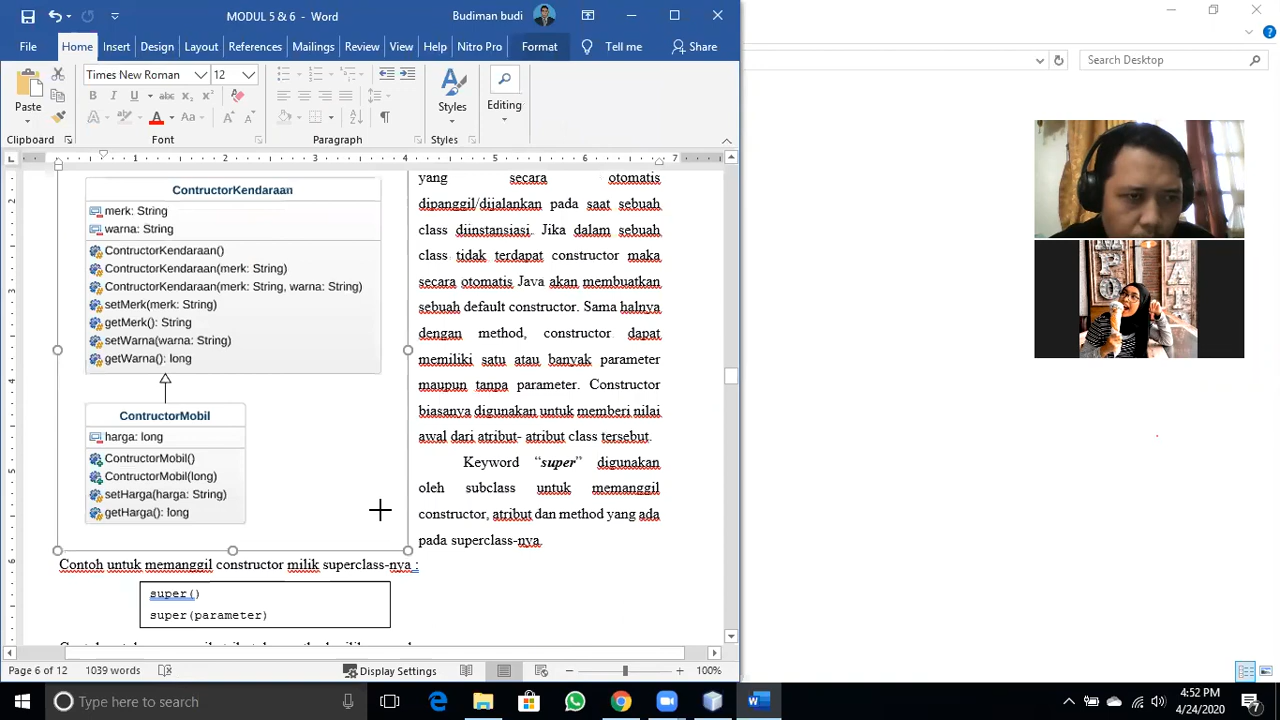 MODUL 5 & 6 - Word
Budiman budi
File Home Insert Design Layout References Mailings Review View Help Nitro Pro Format Tell me Share
Search Desktop
Times New Roman 12
Paste
Styles
Editing
Clipboard Font Paragraph Styles
1 2 3 4 5 6 7
ContructorKendaraan
merk: String
warna: String
ContructorKendaraan()
ContructorKendaraan(merk: String)
ContructorKendaraan(merk: String, warna: String)
setMerk(merk: String)
getMerk(): String
setWarna(warna: String)
getWarna(): long
ContructorMobil
harga: long
ContructorMobil()
ContructorMobil(long)
setHarga(harga: String)
getHarga(): long
yang secara otomatis
dipanggil/dijalankan pada saat sebuah
class diinstansiasi. Jika dalam sebuah
class tidak terdapat constructor maka
secara otomatis Java akan membuatkan
sebuah default constructor. Sama halnya
dengan method, constructor dapat
memiliki satu atau banyak parameter
maupun tanpa parameter. Constructor
biasanya digunakan untuk memberi nilai
awal dari atribut- atribut class tersebut.
Keyword “super” digunakan
oleh subclass untuk memanggil
constructor, atribut dan method yang ada
pada superclass-nya.
Contoh untuk memanggil constructor milik superclass-nya :
super()
super(parameter)
Page 6 of 12 1039 words Display Settings 100%
Type here to search
4:52 PM
4/24/2020
7